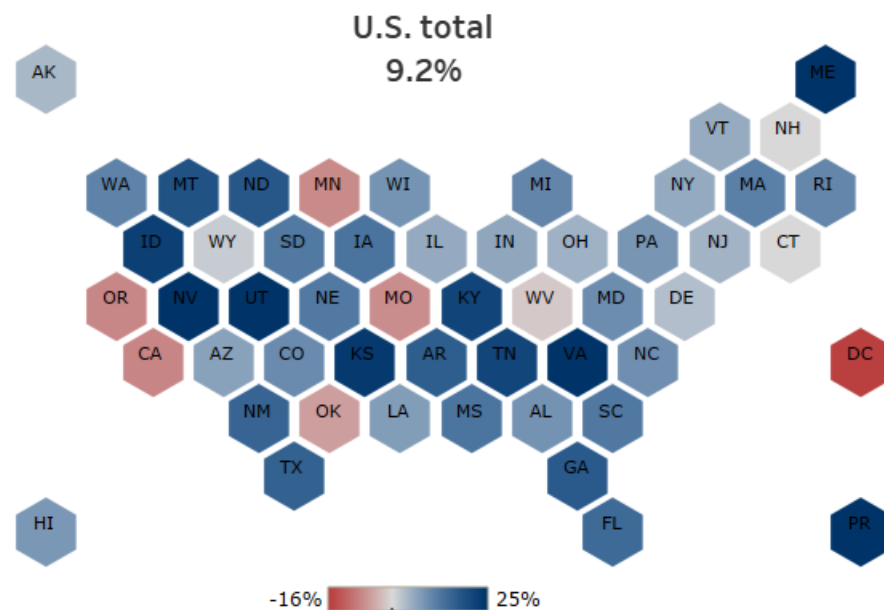 U.S. total
9.2%
AK
ME
VT
NH
WA
MT
ND
MN
WI
MI
NY
MA
RI
ID
WY
SD
IA
IL
IN
OH
PA
NJ
CT
OR
NV
UT
NE
MO
KY
WV
MD
DE
CA
AZ
CO
KS
AR
TN
VA
NC
DC
NM
OK
LA
MS
AL
SC
TX
GA
HI
FL
PR
-16%
25%